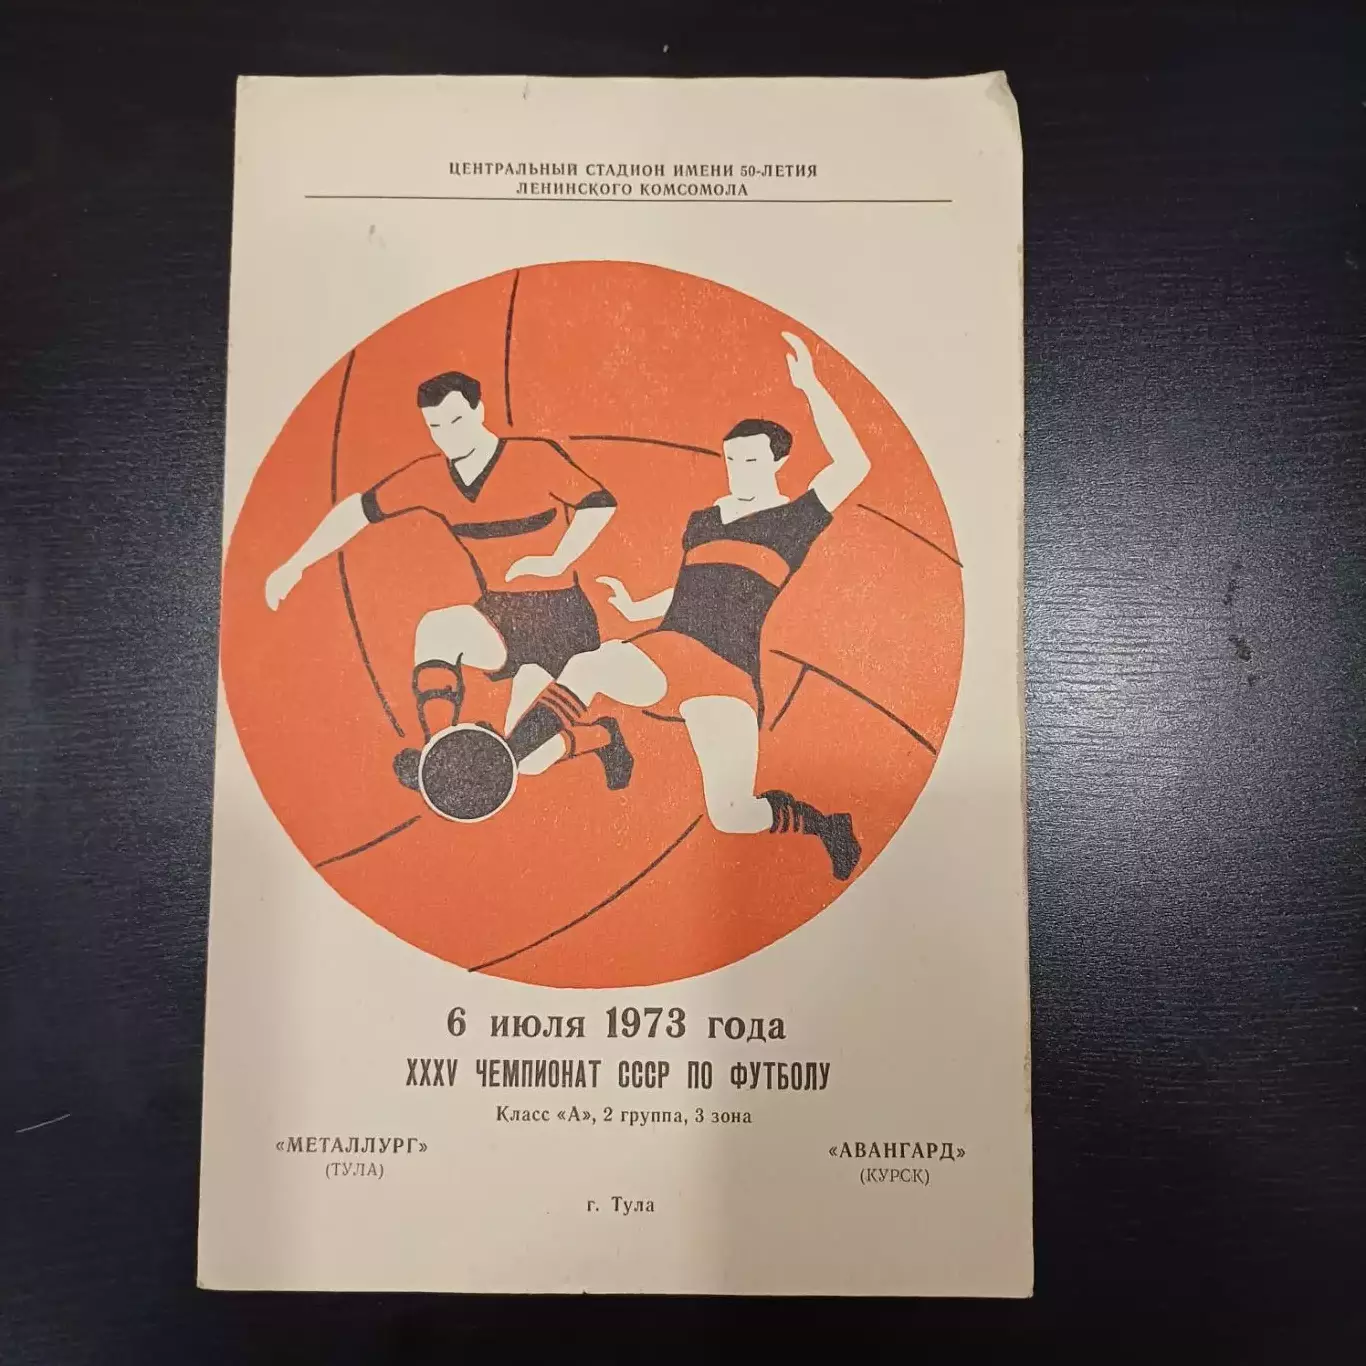 ЦЕНТРАЛЬНЫЙ СТАДИОН ИМЕНИ 50-ЛЕТИЯ
ЛЕНИНСКОГО КОМСОМОЛА
6 июля 1973 года
XXXV ЧЕМПИОНАТ СССР ПО ФУТБОЛУ
Класс «А», 2 группа, 3 зона
«МЕТАЛЛУРГ»
(ТУЛА)
«АВАНГАРД»
(КУРСК)
г. Тула